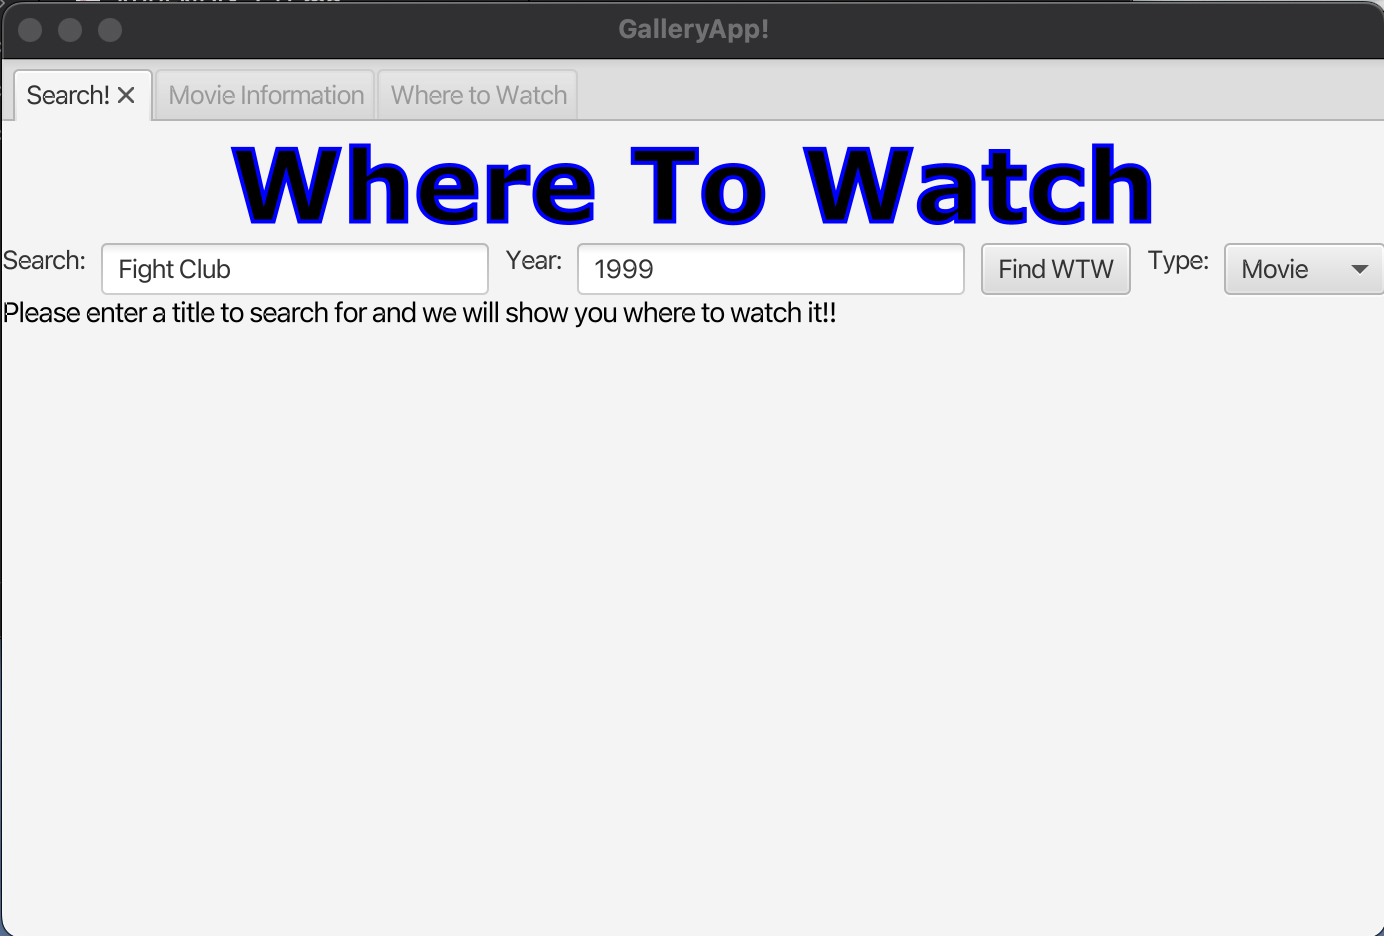 GalleryApp!
Search! Movie Information Where to Watch
Where To Watch
Search: Fight Club Year: 1999 Find WTW Type: Movie
Please enter a title to search for and we will show you where to watch it!!